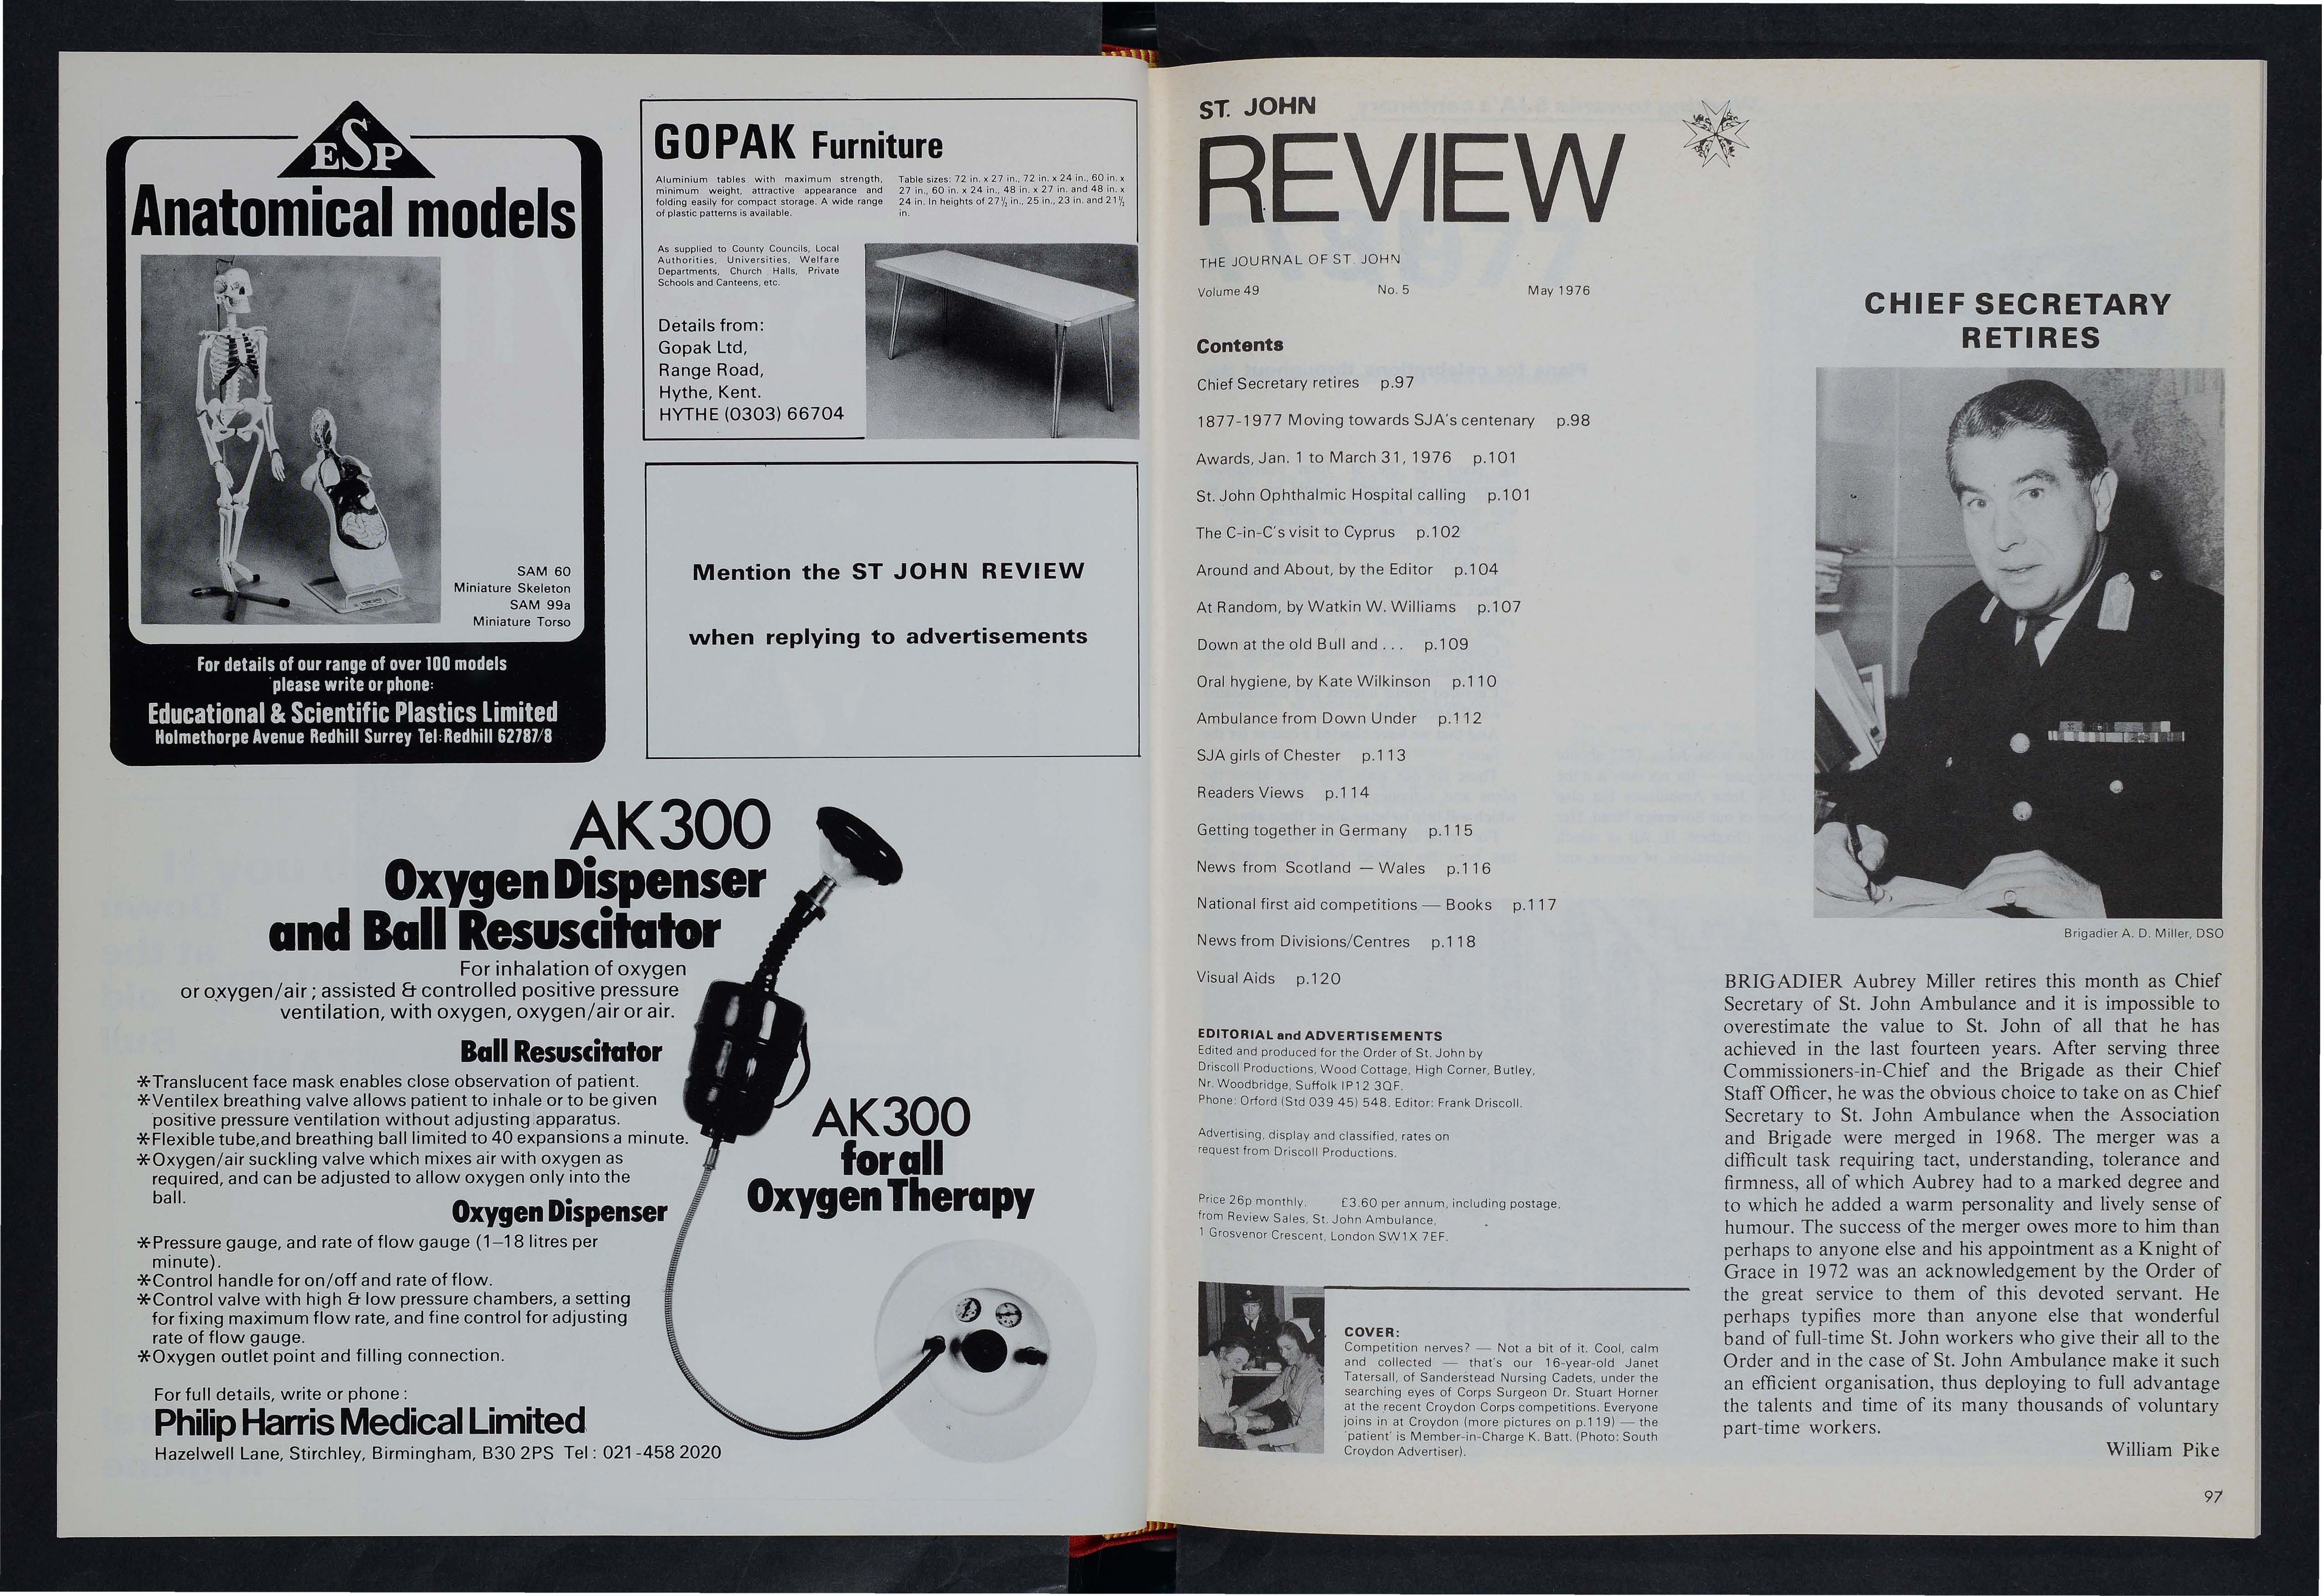 ESP
Anatomical models
SAM 60
Miniature Skeleton
SAM 99a
Miniature Torso
For details of our range of over 100 models
please write or phone:
Educational & Scientific Plastics Limited
Holmethorpe Avenue Redhill Surrey Tel: Redhill 62787/8
GOPAK Furniture
Aluminium tables with maximum strength,
minimum weight, attractive appearance and
folding easily for compact storage. A wide range
of plastic patterns is available.
Table sizes: 72 in. x 27 in., 72 in. x 24 in., 60 in. x
27 in., 60 in. x 24 in., 48 in. x 27 in. and 48 in. x
24 in. In heights of 27½ in., 25 in., 23 in. and 21½
in.
As supplied to County Councils, Local
Authorities, Universities, Welfare
Departments, Church Halls, Private
Schools and Canteens, etc.
Details from:
Gopak Ltd,
Range Road,
Hythe, Kent.
HYTHE (0303) 66704
Mention the ST JOHN REVIEW
when replying to advertisements
AK300
Oxygen Dispenser
and Ball Resuscitator
For inhalation of oxygen
or oxygen/air ; assisted & controlled positive pressure
ventilation, with oxygen, oxygen/air or air.
Ball Resuscitator
*Translucent face mask enables close observation of patient.
*Ventilex breathing valve allows patient to inhale or to be given
positive pressure ventilation without adjusting apparatus.
*Flexible tube,and breathing ball limited to 40 expansions a minute.
*Oxygen/air suckling valve which mixes air with oxygen as
required, and can be adjusted to allow oxygen only into the
ball.
Oxygen Dispenser
*Pressure gauge, and rate of flow gauge (1–18 litres per
minute).
*Control handle for on/off and rate of flow.
*Control valve with high & low pressure chambers, a setting
for fixing maximum flow rate, and fine control for adjusting
rate of flow gauge.
*Oxygen outlet point and filling connection.
AK300
for all
Oxygen Therapy
For full details, write or phone :
Philip Harris Medical Limited
Hazelwell Lane, Stirchley, Birmingham, B30 2PS Tel : 021-458 2020
ST. JOHN
REVIEW
THE JOURNAL OF ST. JOHN
Volume 49 No. 5 May 1976
Contents
Chief Secretary retires p.97
1877-1977 Moving towards SJA's centenary p.98
Awards, Jan. 1 to March 31, 1976 p.101
St. John Ophthalmic Hospital calling p.101
The C-in-C's visit to Cyprus p.102
Around and About, by the Editor p.104
At Random, by Watkin W. Williams p.107
Down at the old Bull and . . . p.109
Oral hygiene, by Kate Wilkinson p.110
Ambulance from Down Under p.112
SJA girls of Chester p.113
Readers Views p.114
Getting together in Germany p.115
News from Scotland — Wales p.116
National first aid competitions — Books p.117
News from Divisions/Centres p.118
Visual Aids p.120
EDITORIAL and ADVERTISEMENTS
Edited and produced for the Order of St. John by
Driscoll Productions, Wood Cottage, High Corner, Butley,
Nr. Woodbridge, Suffolk IP12 3QF.
Phone: Orford (Std 039 45) 548. Editor: Frank Driscoll.
Advertising, display and classified, rates on
request from Driscoll Productions.
Price 26p monthly. £3.60 per annum, including postage,
from Review Sales, St. John Ambulance,
1 Grosvenor Crescent, London SW1X 7EF.
COVER:
Competition nerves? — Not a bit of it. Cool, calm
and collected — that's our 16-year-old Janet
Tatersall, of Sanderstead Nursing Cadets, under the
searching eyes of Corps Surgeon Dr. Stuart Horner
at the recent Croydon Corps competitions. Everyone
joins in at Croydon (more pictures on p.119) — the
'patient' is Member-in-Charge K. Batt. (Photo: South
Croydon Advertiser).
CHIEF SECRETARY
RETIRES
Brigadier A. D. Miller, DSO
BRIGADIER Aubrey Miller retires this month as Chief
Secretary of St. John Ambulance and it is impossible to
overestimate the value to St. John of all that he has
achieved in the last fourteen years. After serving three
Commissioners-in-Chief and the Brigade as their Chief
Staff Officer, he was the obvious choice to take on as Chief
Secretary to St. John Ambulance when the Association
and Brigade were merged in 1968. The merger was a
difficult task requiring tact, understanding, tolerance and
firmness, all of which Aubrey had to a marked degree and
to which he added a warm personality and lively sense of
humour. The success of the merger owes more to him than
perhaps to anyone else and his appointment as a Knight of
Grace in 1972 was an acknowledgement by the Order of
the great service to them of this devoted servant. He
perhaps typifies more than anyone else that wonderful
band of full-time St. John workers who give their all to the
Order and in the case of St. John Ambulance make it such
an efficient organisation, thus deploying to full advantage
the talents and time of its many thousands of voluntary
part-time workers.
William Pike
97